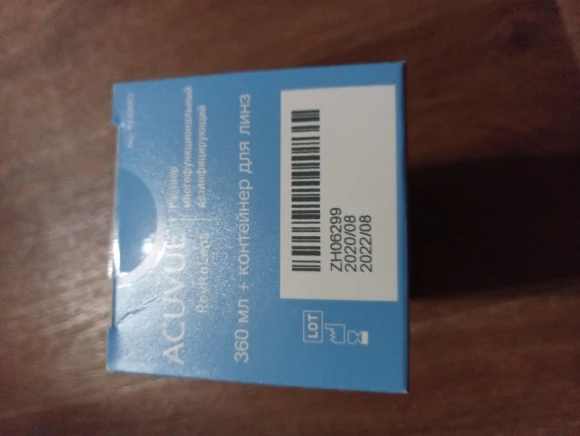 ACUVUE
RevitaLens
Раствор
многофункциональный
дезинфицирующий
360 мл + контейнер для линз
LOT
ZH06299
2020/08
2022/08